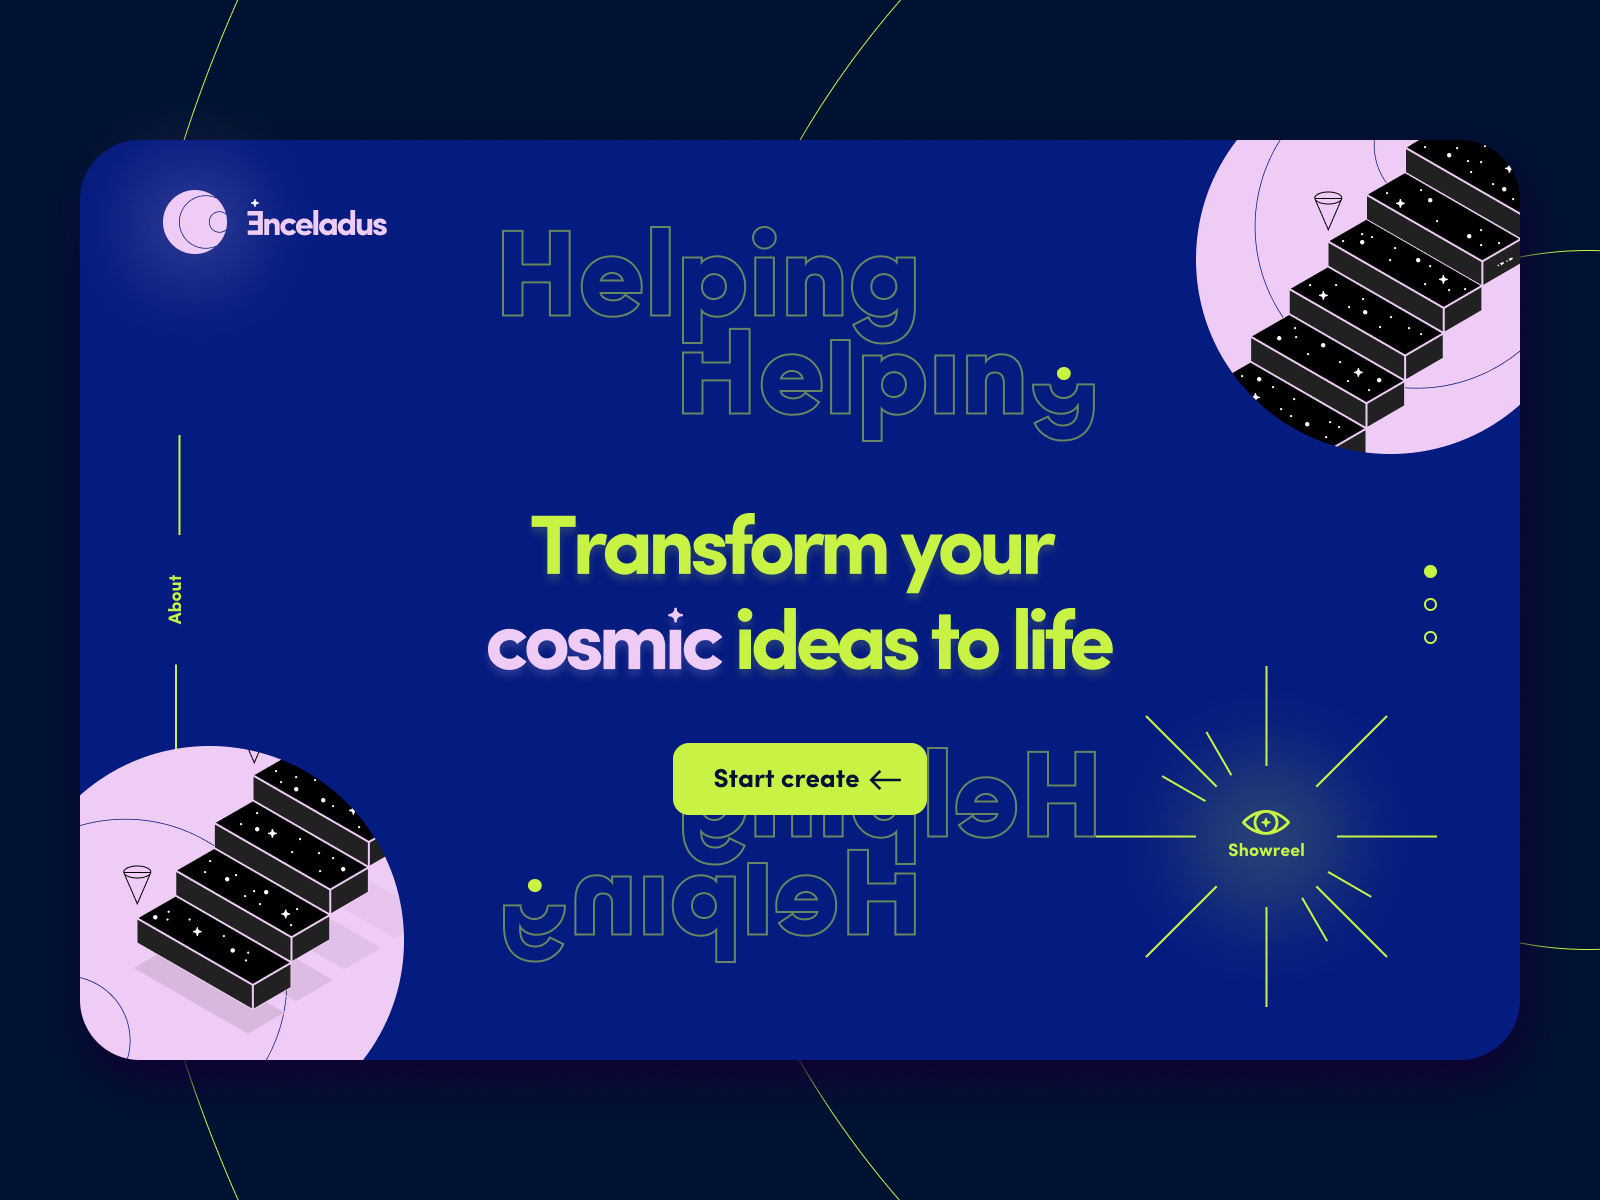 Enceladus
Helping
Helping
About
Transform your
cosmic ideas to life
Start create
Helping
Showreel
Helping